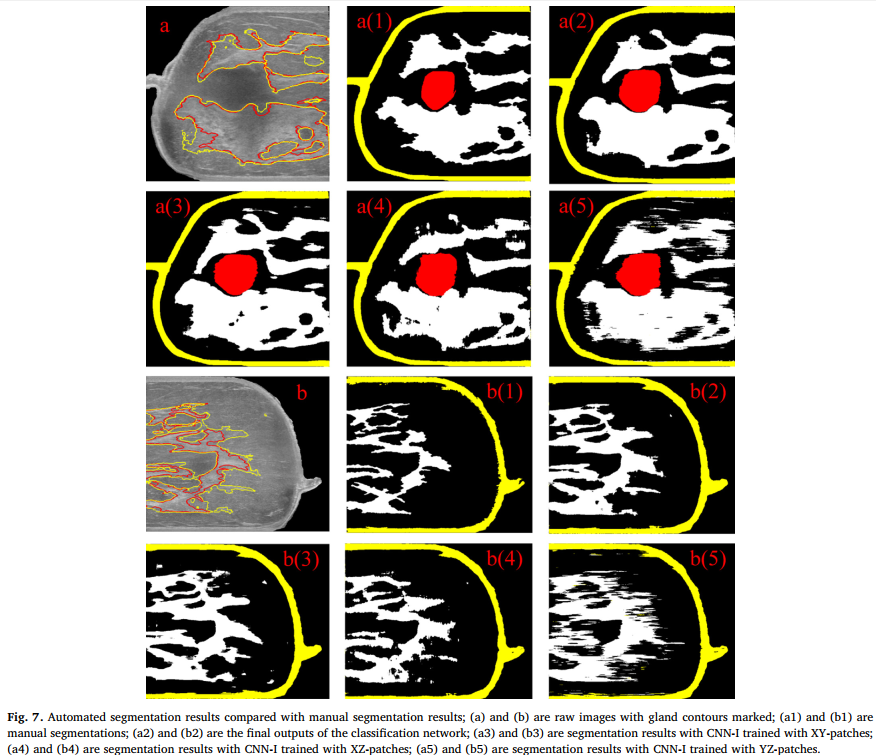 a
a(1)
a(2)
a(3)
a(4)
a(5)
b
b(1)
b(2)
b(3)
b(4)
b(5)
Fig. 7. Automated segmentation results compared with manual segmentation results; (a) and (b) are raw images with gland contours marked; (a1) and (b1) are
manual segmentations; (a2) and (b2) are the final outputs of the classification network; (a3) and (b3) are segmentation results with CNN-I trained with XY-patches;
(a4) and (b4) are segmentation results with CNN-I trained with XZ-patches; (a5) and (b5) are segmentation results with CNN-I trained with YZ-patches.